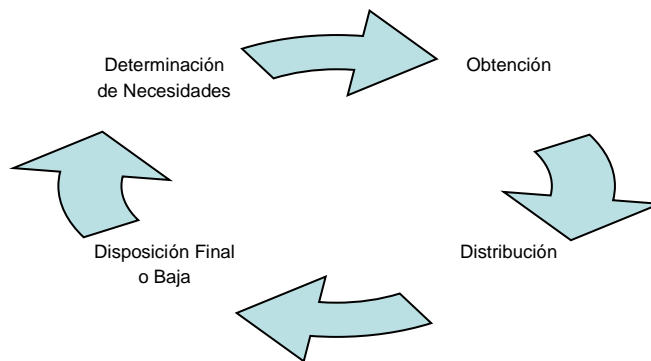 Determinación
de Necesidades
Obtención
Distribución
Disposición Final
o Baja